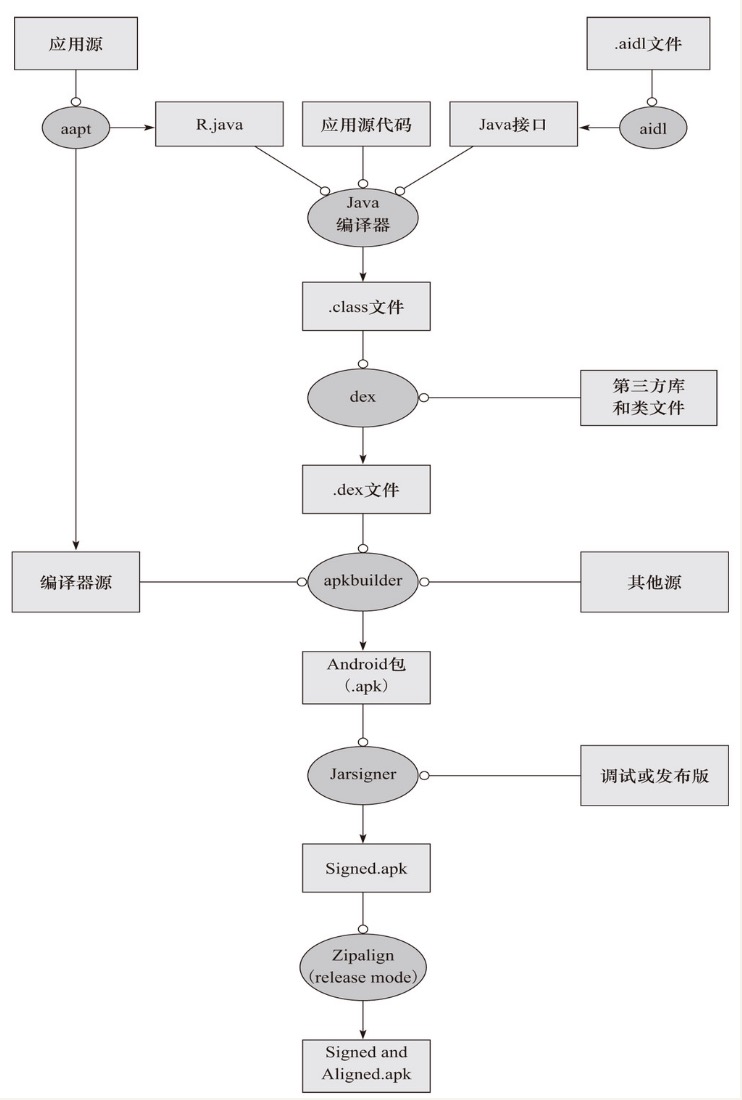 应用源
.aidl文件
aapt
R.java
应用源代码
Java接口
aidl
Java
编译器
.class文件
dex
第三方库
和类文件
.dex文件
编译器源
apkbuilder
其他源
Android包
（.apk）
Jarsigner
调试或发布版
Signed.apk
Zipalign
（release mode）
Signed and
Aligned.apk